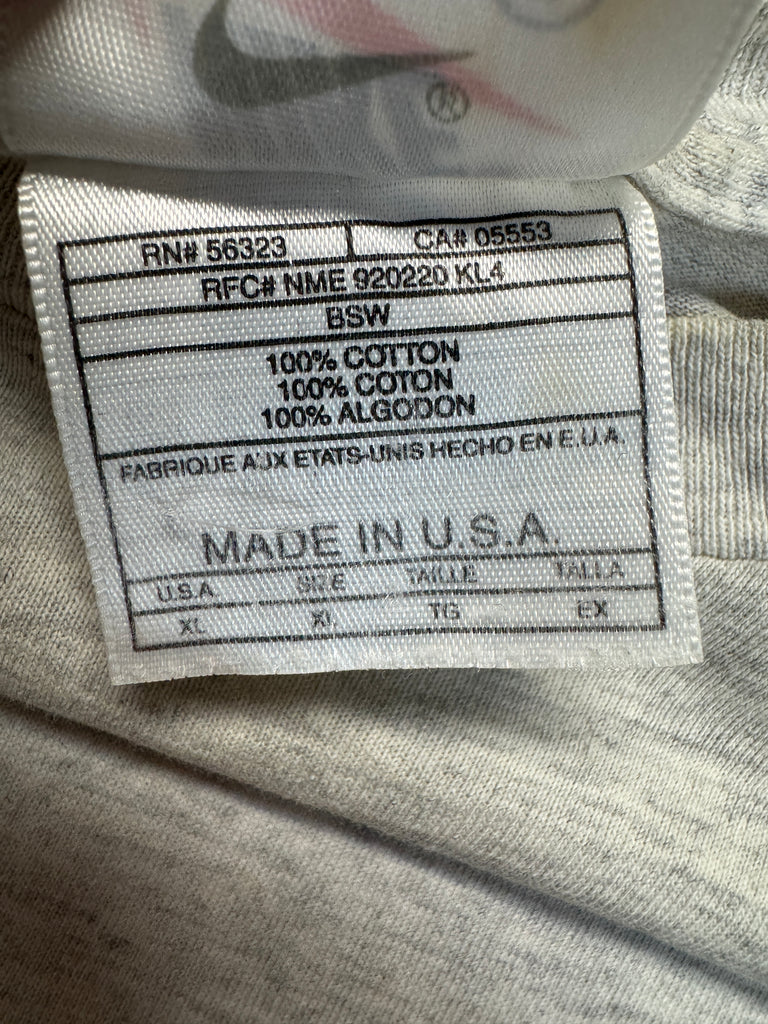 ®
RN# 56323 CA# 05553
RFC# NME 920220 KL4
BSW
100% COTTON
100% COTON
100% ALGODON
FABRIQUE AUX ETATS-UNIS HECHO EN E.U.A.
MADE IN U.S.A.
U.S.A. SIZE TAILLE TALLA
XL XL TG EX